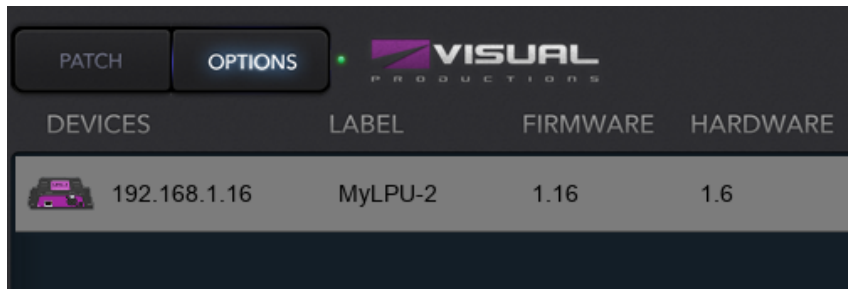 PATCH OPTIONS VISUAL
PRODUCTIONS
DEVICES LABEL FIRMWARE HARDWARE
192.168.1.16 MyLPU-2 1.16 1.6